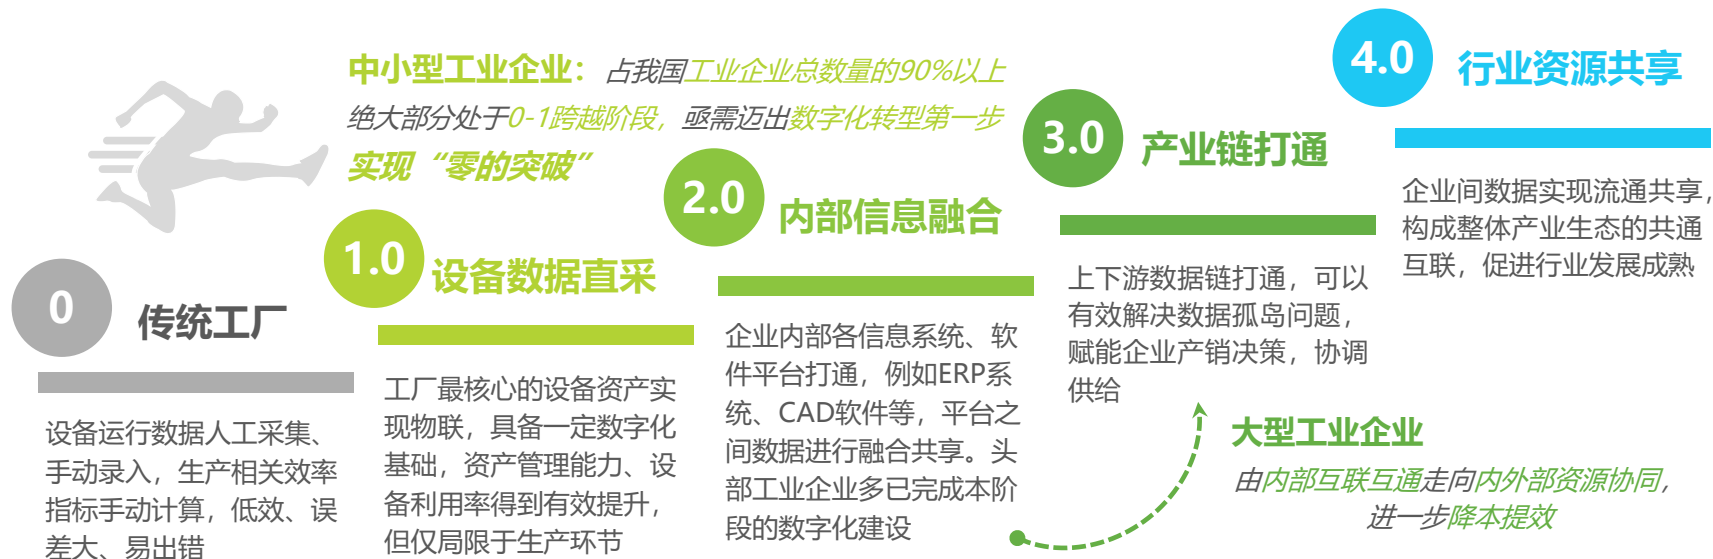 中小型工业企业：占我国工业企业总数量的90%以上
绝大部分处于0-1跨越阶段，亟需迈出数字化转型第一步
实现“零的突破”
0
传统工厂
设备运行数据人工采集、
手动录入，生产相关效率
指标手动计算，低效、误
差大、易出错
1.0
设备数据直采
工厂最核心的设备资产实
现物联，具备一定数字化
基础，资产管理能力、设
备利用率得到有效提升，
但仅局限于生产环节
2.0
内部信息融合
企业内部各信息系统、软
件平台打通，例如ERP系
统、CAD软件等，平台之
间数据进行融合共享。头
部工业企业多已完成本阶
段的数字化建设
3.0
产业链打通
上下游数据链打通，可以
有效解决数据孤岛问题，
赋能企业产销决策，协调
供给
4.0
行业资源共享
企业间数据实现流通共享，
构成整体产业生态的共通
互联，促进行业发展成熟
大型工业企业
由内部互联互通走向内外部资源协同，
进一步降本提效